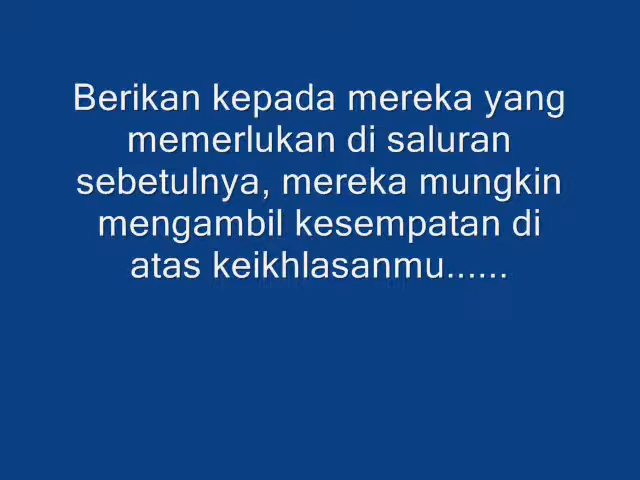 Berikan kepada mereka yang
memerlukan di saluran
sebetulnya, mereka mungkin
mengambil kesempatan di
atas keikhlasanmu......